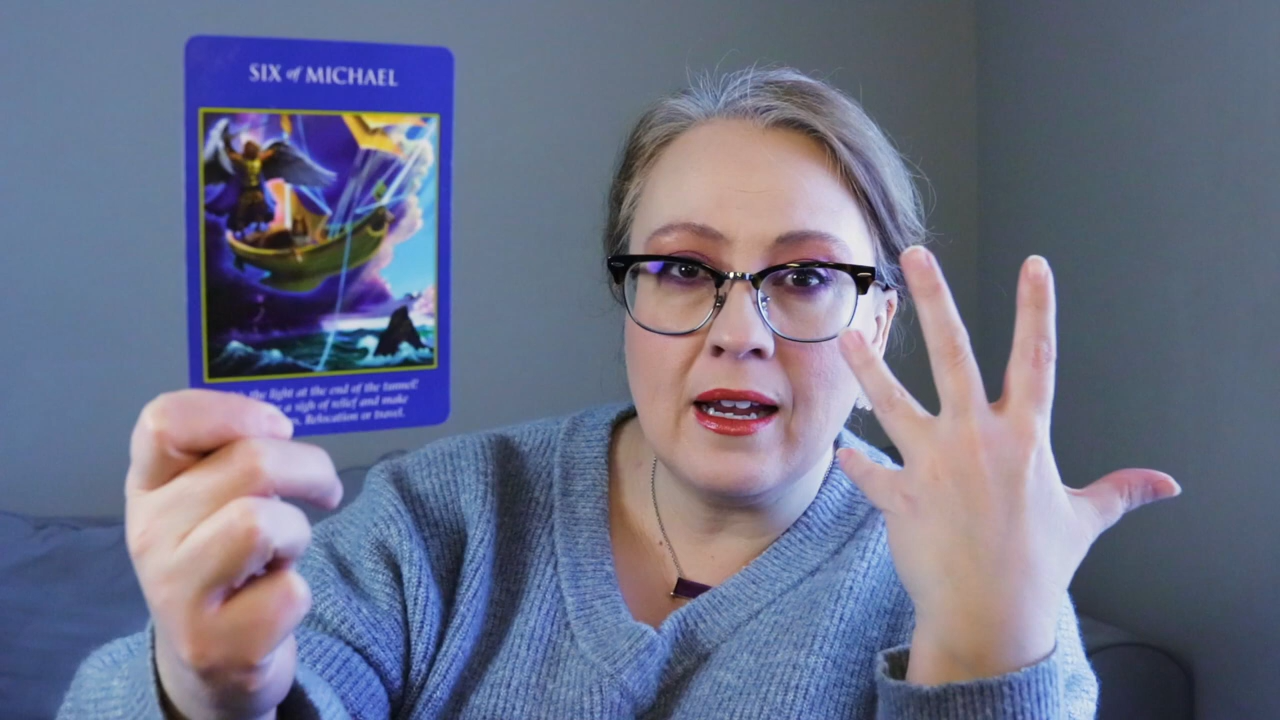 SIX of MICHAEL
the light at the end of the tunnel!
a sigh of relief and make
Relocation or travel.